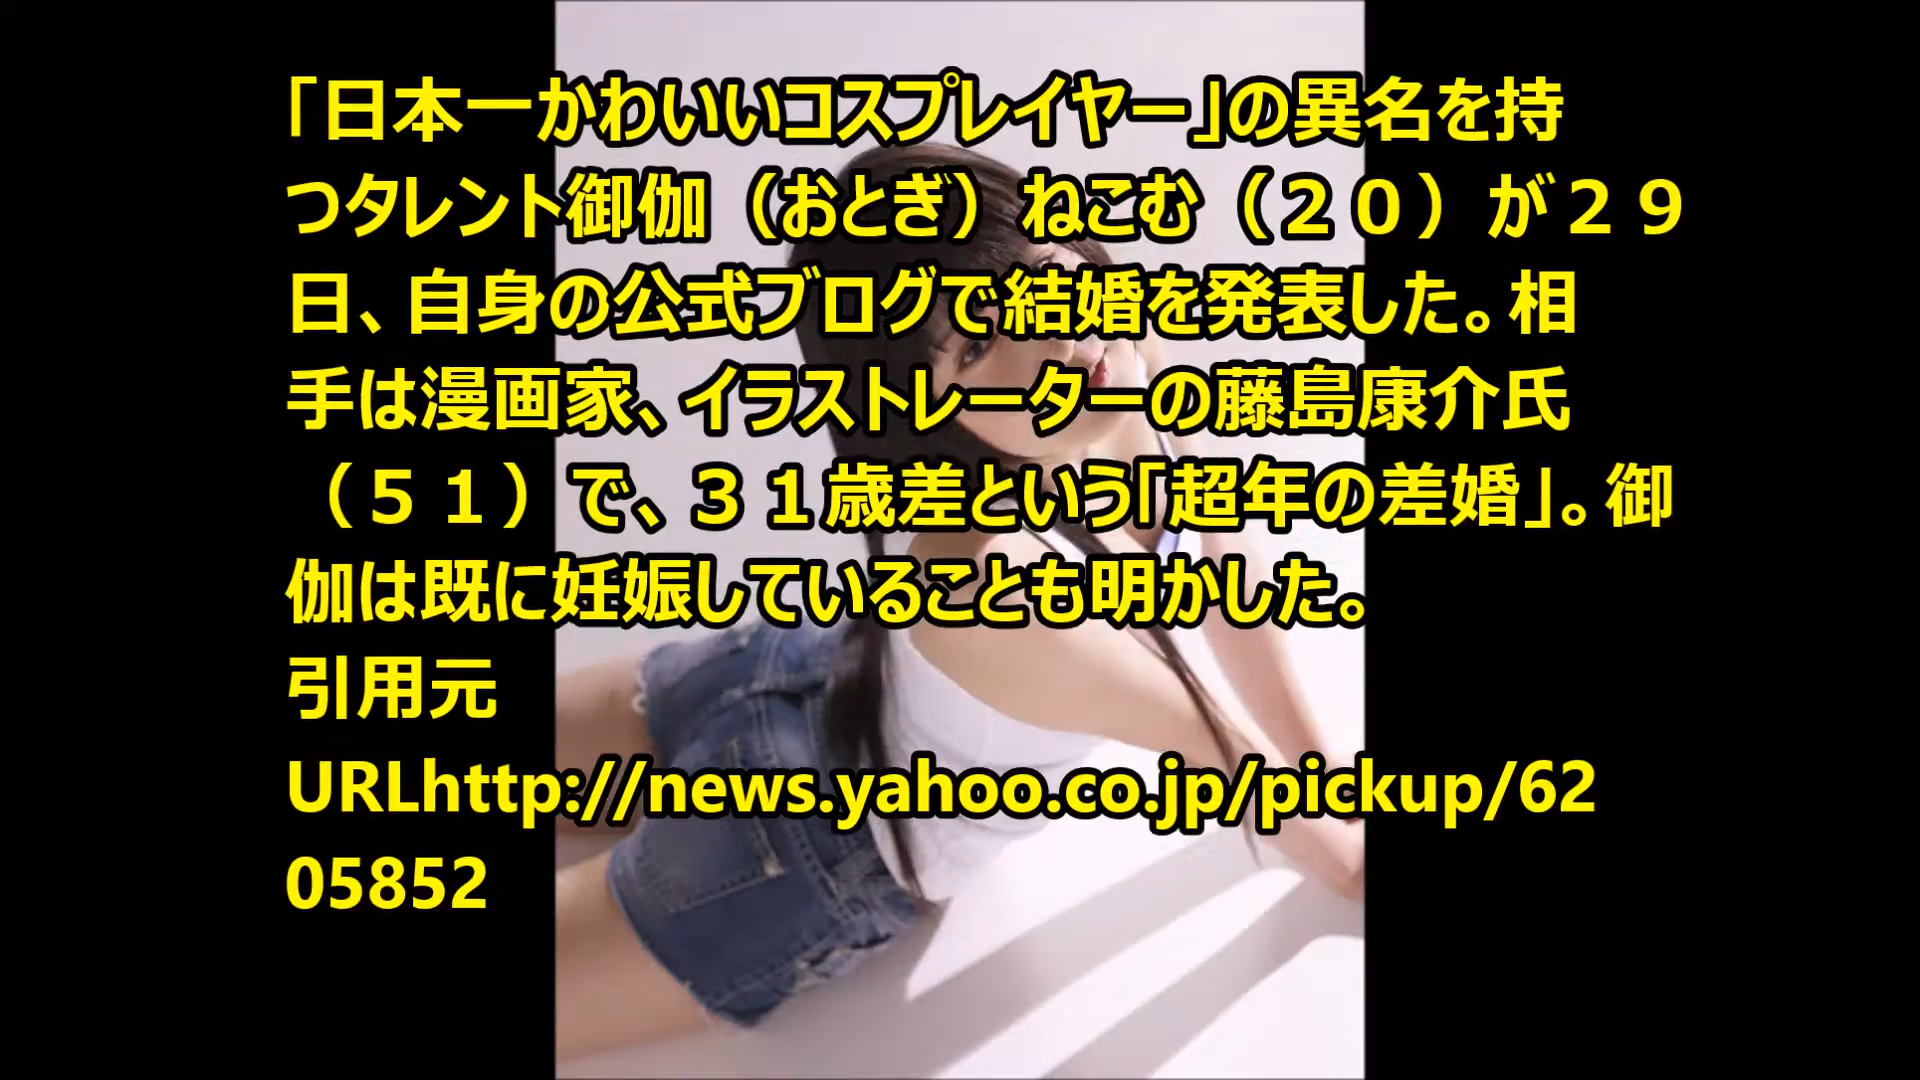 「日本一かわいいコスプレイヤー」の異名を持
つタレント御伽（おとぎ）ねこむ（２０）が２９
日、自身の公式ブログで結婚を発表した。相
手は漫画家、イラストレーターの藤島康介氏
（５１）で、３１歳差という「超年の差婚」。御
伽は既に妊娠していることも明かした。
引用元
URLhttp://news.yahoo.co.jp/pickup/62
05852